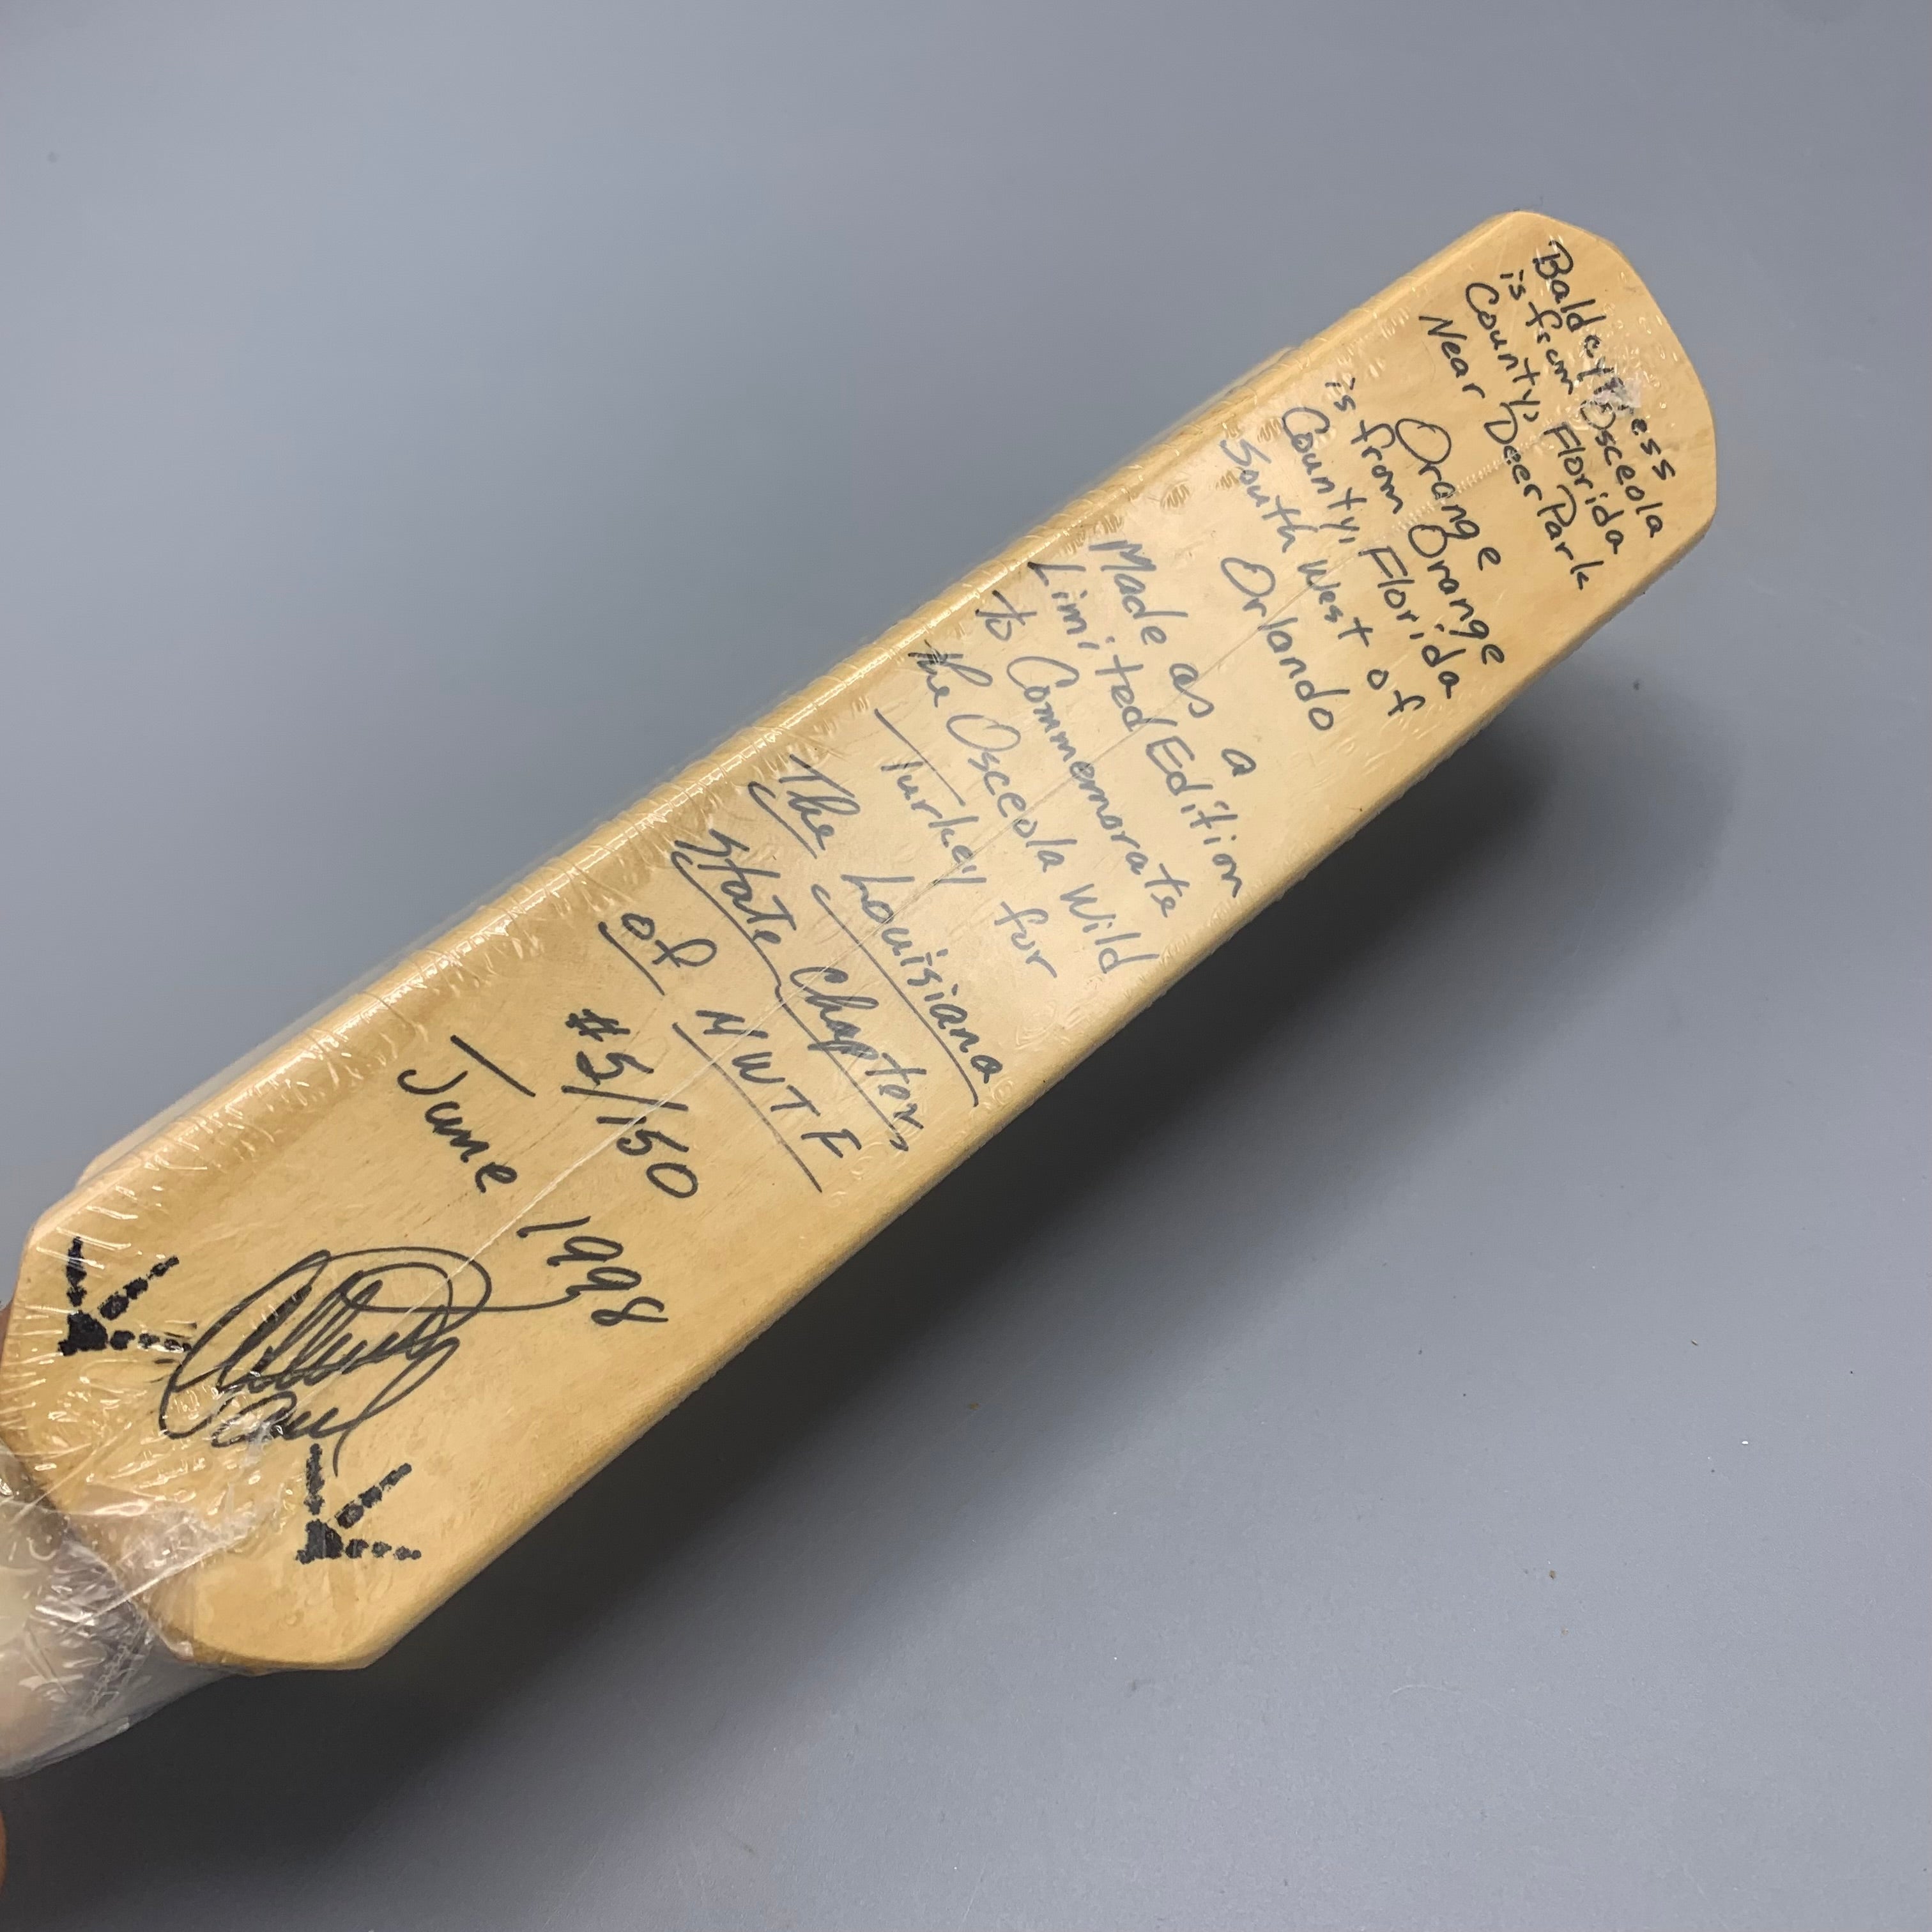 Baldcypress
is from Osceola
County, Florida
Near Deer Park
Orange
is from Orange
County, Florida
South West of
Orlando
Made as a
Limited Edition
to Commemorate
the Osceola Wild
Turkey for
The Louisiana
State Chapter
of NWTF
#5/150
June 1998